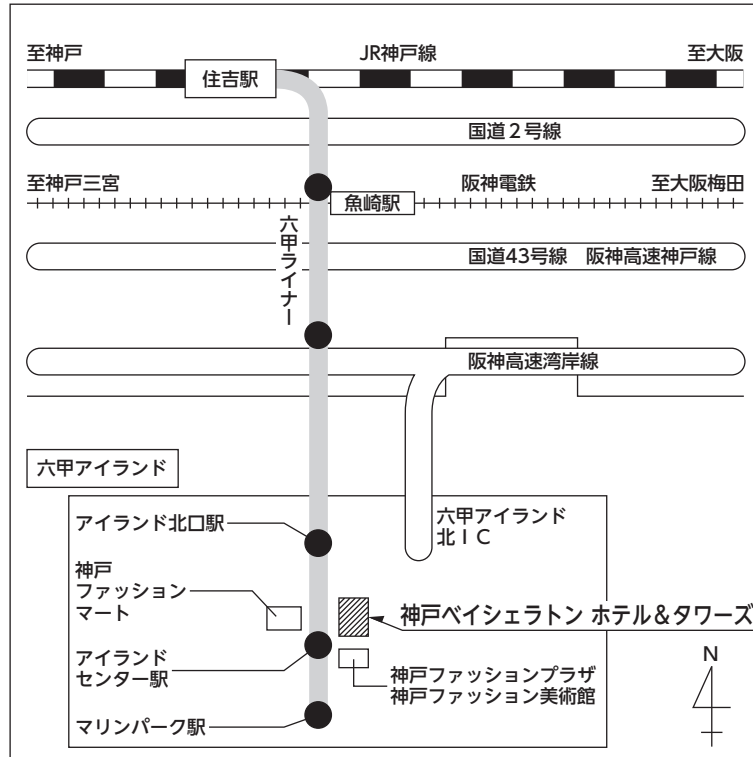 至神戸
JR神戸線
至大阪
住吉駅
国道2号線
至神戸三宮
阪神電鉄
至大阪梅田
魚崎駅
六甲ライナー
国道43号線 阪神高速神戸線
阪神高速湾岸線
六甲アイランド
アイランド北口駅
六甲アイランド
北IC
神戸
ファッション
マート
神戸ベイシェラトン ホテル&タワーズ
アイランド
センター駅
神戸ファッションプラザ
神戸ファッション美術館
N
マリンパーク駅